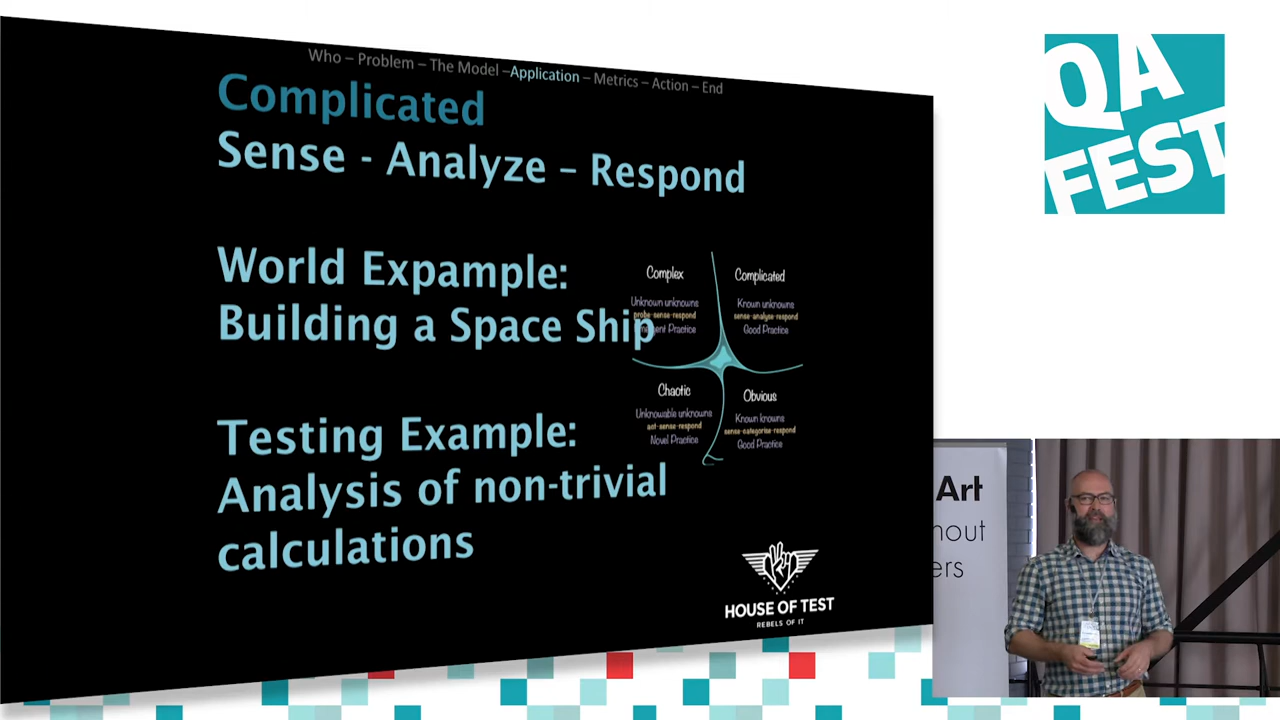 Who – Problem – The Model –Application – Metrics – Action – End
Complicated
Sense - Analyze – Respond
World Expample:
Building a Space Ship
Testing Example:
Analysis of non-trivial
calculations
Complex
Unknown unknowns
probe-sense-respond
Practice
Complicated
Known unknowns
sense-analyse-respond
Good Practice
Chaotic
Unknowable unknowns
act-sense-respond
Novel Practice
Obvious
Known knowns
sense-categorise-respond
Good Practice
HOUSE OF TEST
REBELS OF IT
QA
FEST
Art